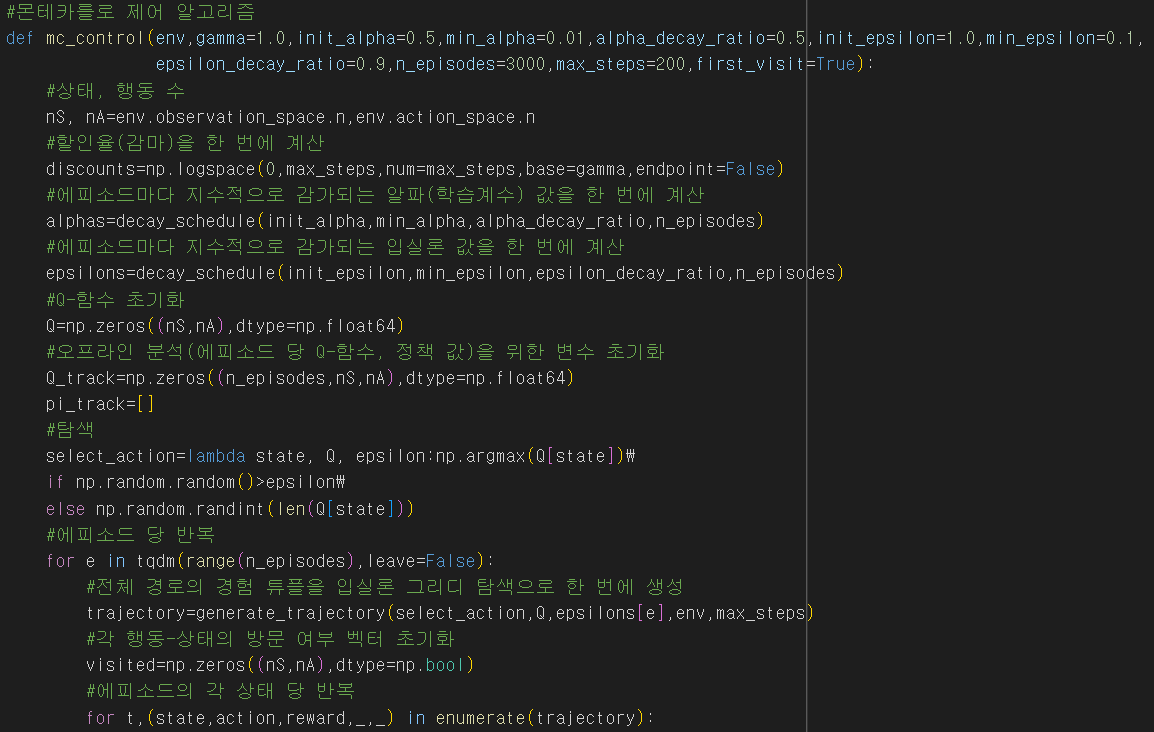 #몬테카를로 제어 알고리즘
def mc_control(env,gamma=1.0,init_alpha=0.5,min_alpha=0.01,alpha_decay_ratio=0.5,init_epsilon=1.0,min_epsilon=0.1,
               epsilon_decay_ratio=0.9,n_episodes=3000,max_steps=200,first_visit=True):
    #상태, 행동 수
    nS, nA=env.observation_space.n,env.action_space.n
    #할인율(감마)을 한 번에 계산
    discounts=np.logspace(0,max_steps,num=max_steps,base=gamma,endpoint=False)
    #에피소드마다 지수적으로 감가되는 알파(학습계수) 값을 한 번에 계산
    alphas=decay_schedule(init_alpha,min_alpha,alpha_decay_ratio,n_episodes)
    #에피소드마다 지수적으로 감가되는 입실론 값을 한 번에 계산
    epsilons=decay_schedule(init_epsilon,min_epsilon,epsilon_decay_ratio,n_episodes)
    #Q-함수 초기화
    Q=np.zeros((nS,nA),dtype=np.float64)
    #오프라인 분석(에피소드 당 Q-함수, 정책 값)을 위한 변수 초기화
    Q_track=np.zeros((n_episodes,nS,nA),dtype=np.float64)
    pi_track=[]
    #탐색
    select_action=lambda state, Q, epsilon:np.argmax(Q[state])₩
    if np.random.random()>epsilon₩
    else np.random.randint(len(Q[state]))
    #에피소드 당 반복
    for e in tqdm(range(n_episodes),leave=False):
        #전체 경로의 경험 튜플을 입실론 그리디 탐색으로 한 번에 생성
        trajectory=generate_trajectory(select_action,Q,epsilons[e],env,max_steps)
        #각 행동-상태의 방문 여부 벡터 초기화
        visited=np.zeros((nS,nA),dtype=np.bool)
        #에피소드의 각 상태 당 반복
        for t,(state,action,reward,_,_) in enumerate(trajectory):